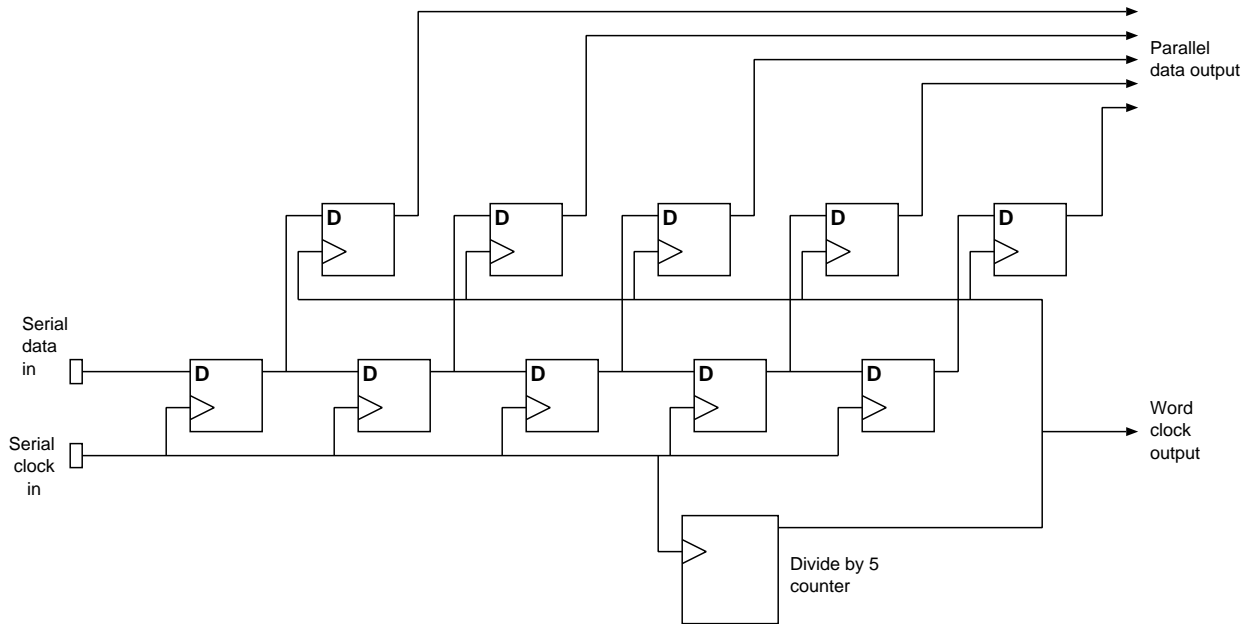 Parallel
data output
D D D D D
Serial
data
in
D D D D D
Serial
clock
in
Word
clock
output
Divide by 5
counter